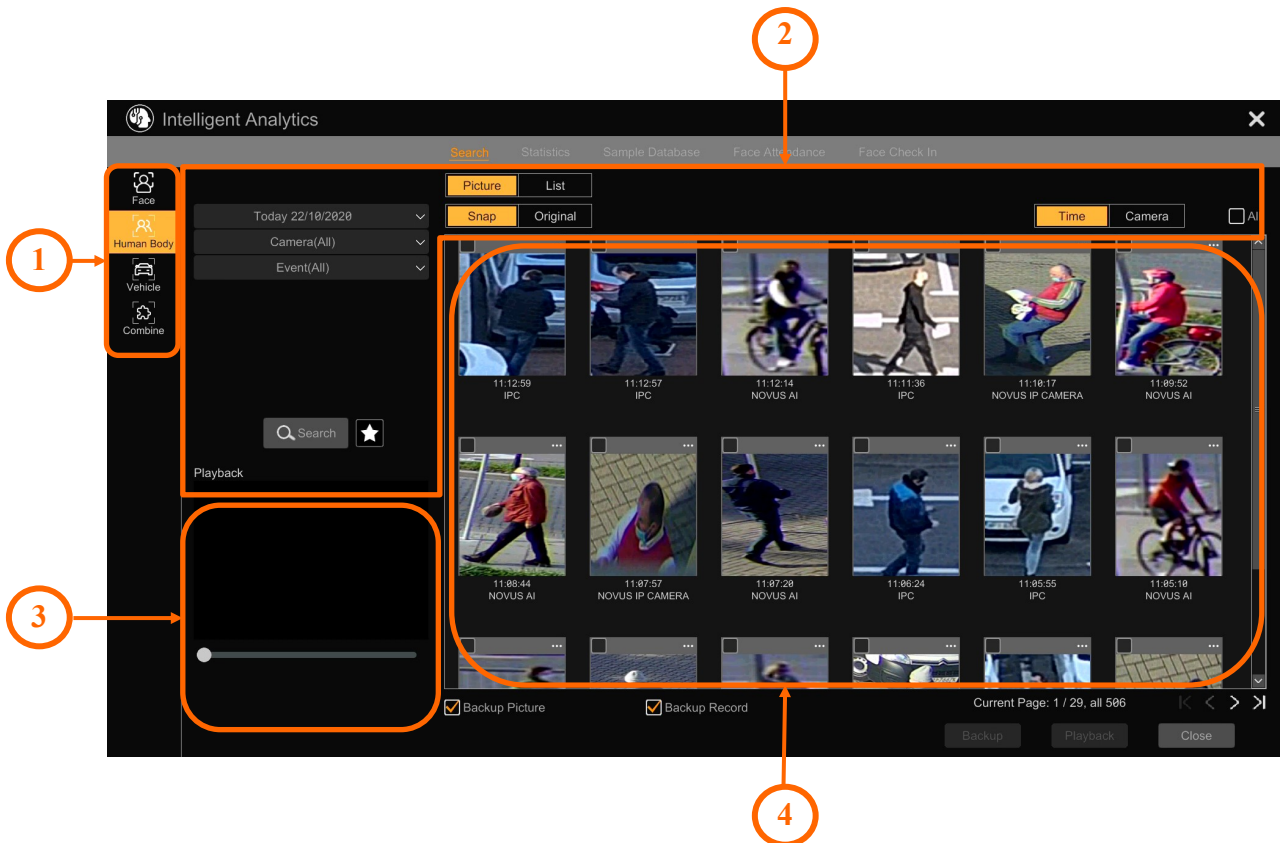 2
Intelligent Analytics
Search Statistics Sample Database Face Attendance Face Check In
Face
Human Body
Vehicle
Combine
1
Picture List
Snap Original
Time Camera All
Today 22/10/2020
Camera(All)
Event(All)
Search
Playback
3
11:12:59 11:12:57 11:12:14 11:11:36 11:10:17 11:09:52
IPC IPC NOVUS AI IPC NOVUS IP CAMERA NOVUS AI
11:08:44 11:07:57 11:07:20 11:06:24 11:05:55 11:05:10
NOVUS AI NOVUS IP CAMERA NOVUS AI IPC IPC NOVUS AI
Backup Picture Backup Record Current Page: 1 / 29, all 506
Backup Playback Close
4